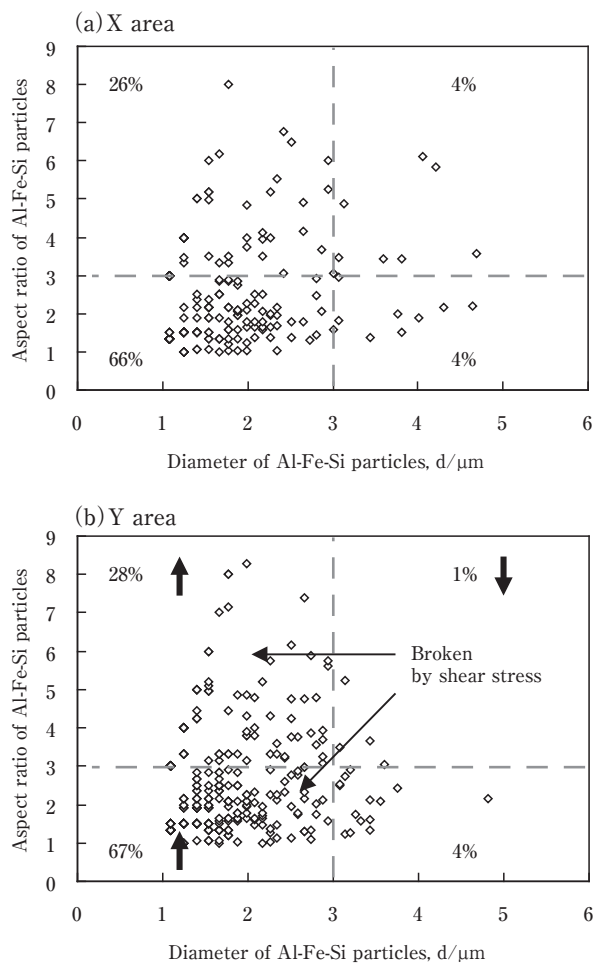 (a) X area
9
8
7
6
5
4
3
2
1
0
26%
4%
66%
4%
Aspect ratio of Al-Fe-Si particles
0 1 2 3 4 5 6
Diameter of Al-Fe-Si particles, d/μm
(b) Y area
9
8
7
6
5
4
3
2
1
0
28%
1%
Broken
by shear stress
67%
4%
Aspect ratio of Al-Fe-Si particles
0 1 2 3 4 5 6
Diameter of Al-Fe-Si particles, d/μm